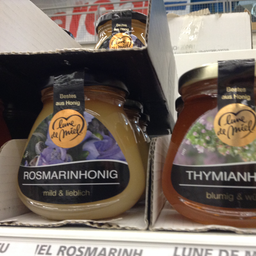 Bestes
aus Honig
Lune
de Miel
ROSMARINHONIG
mild & lieblich
Bestes
aus Honig
Lune
de Miel
THYMIANH
blumig & w
EL ROSMARINH
LUNE DE M